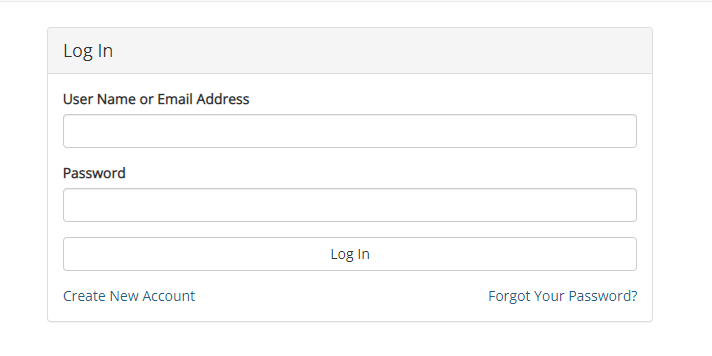 Log In
User Name or Email Address
Password
Log In
Create New Account Forgot Your Password?